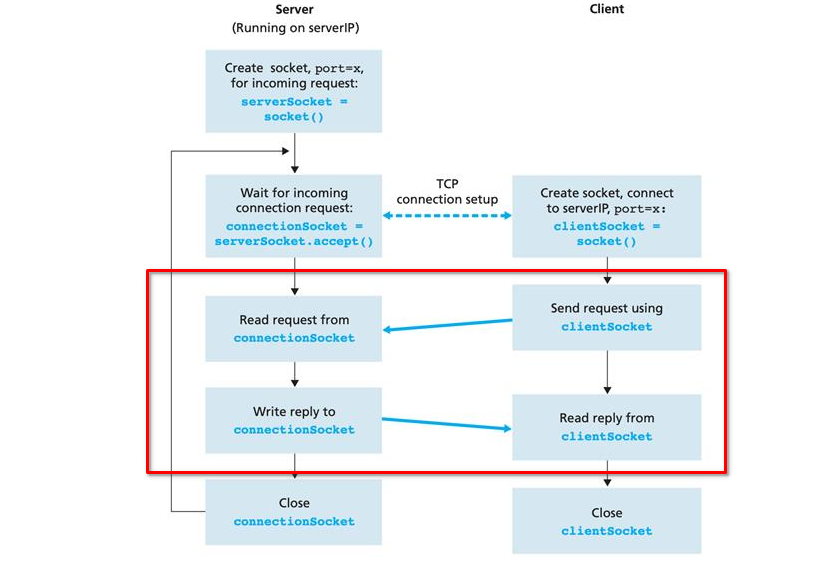 Server
(Running on serverIP)
Client
Create socket, port=x,
for incoming request:
serverSocket =
socket()
Wait for incoming
connection request:
connectionSocket =
serverSocket.accept()
TCP
connection setup
Create socket, connect
to serverIP, port=x:
clientSocket =
socket()
Read request from
connectionSocket
Send request using
clientSocket
Write reply to
connectionSocket
Read reply from
clientSocket
Close
connectionSocket
Close
clientSocket